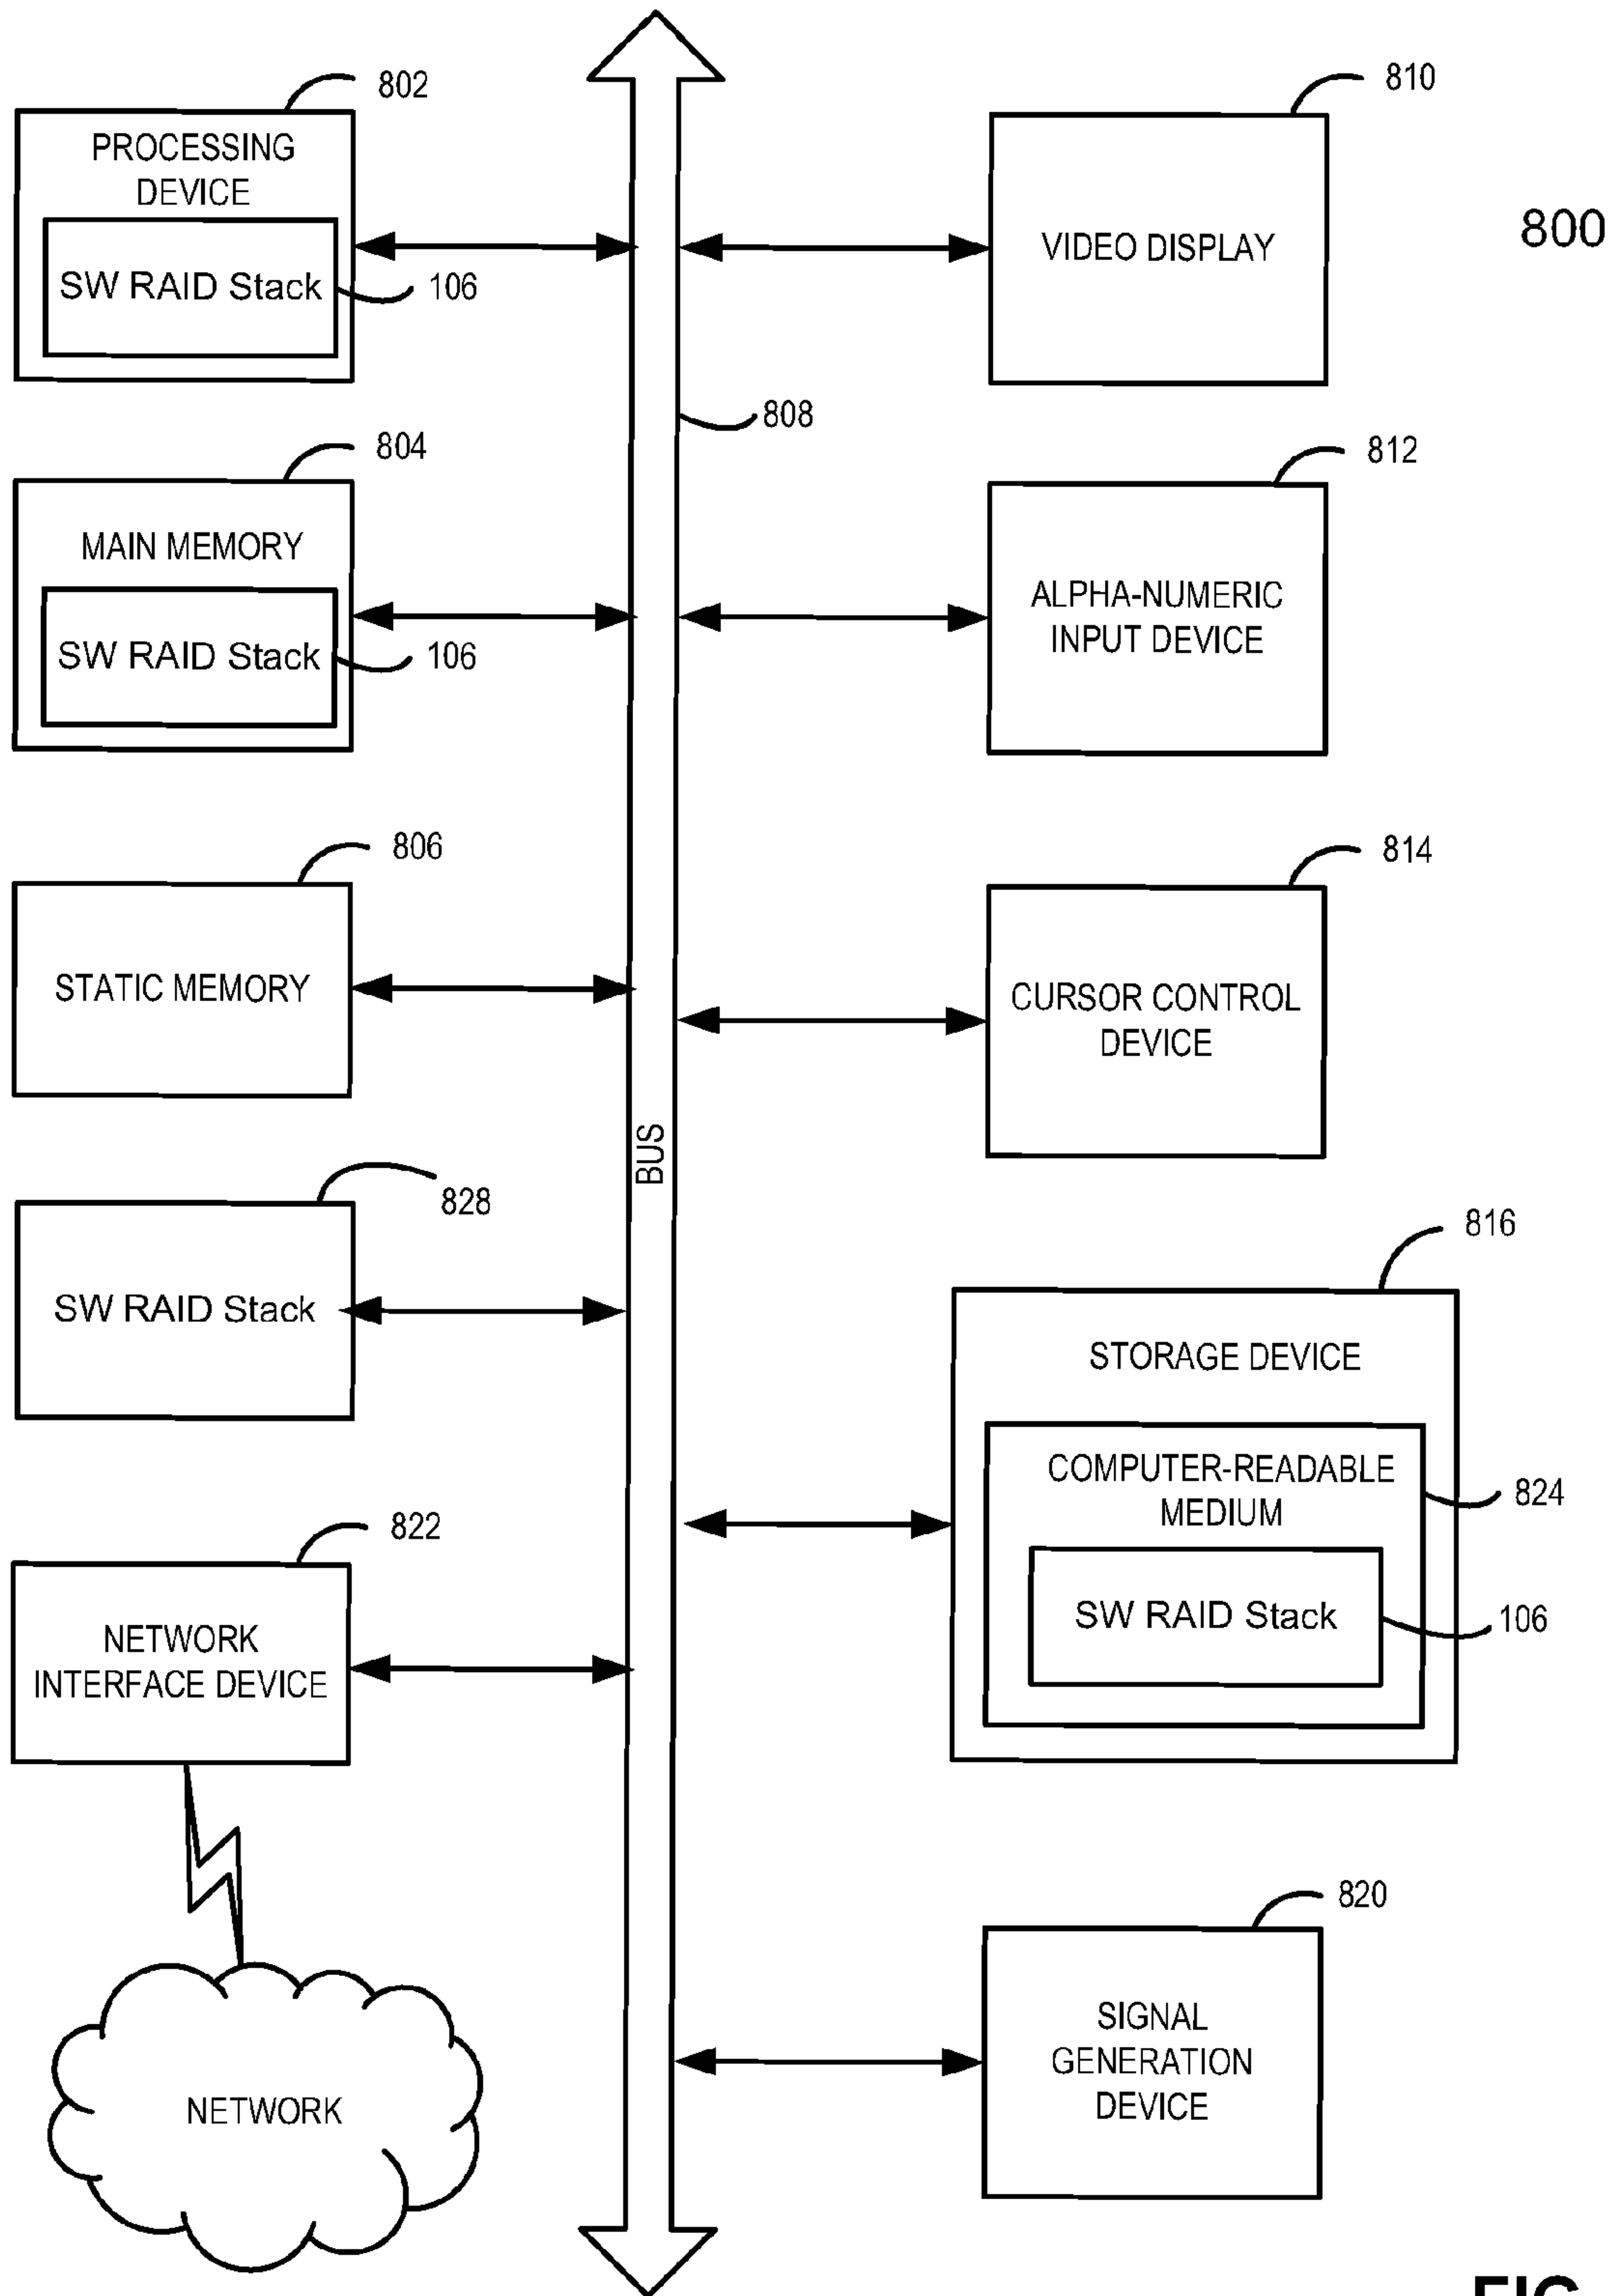 802
PROCESSING
DEVICE
SW RAID Stack
106
810
VIDEO DISPLAY
800
808
804
MAIN MEMORY
SW RAID Stack
106
812
ALPHA-NUMERIC
INPUT DEVICE
806
STATIC MEMORY
814
CURSOR CONTROL
DEVICE
BUS
828
SW RAID Stack
816
STORAGE DEVICE
COMPUTER-READABLE
MEDIUM
824
SW RAID Stack
106
822
NETWORK
INTERFACE DEVICE
NETWORK
820
SIGNAL
GENERATION
DEVICE